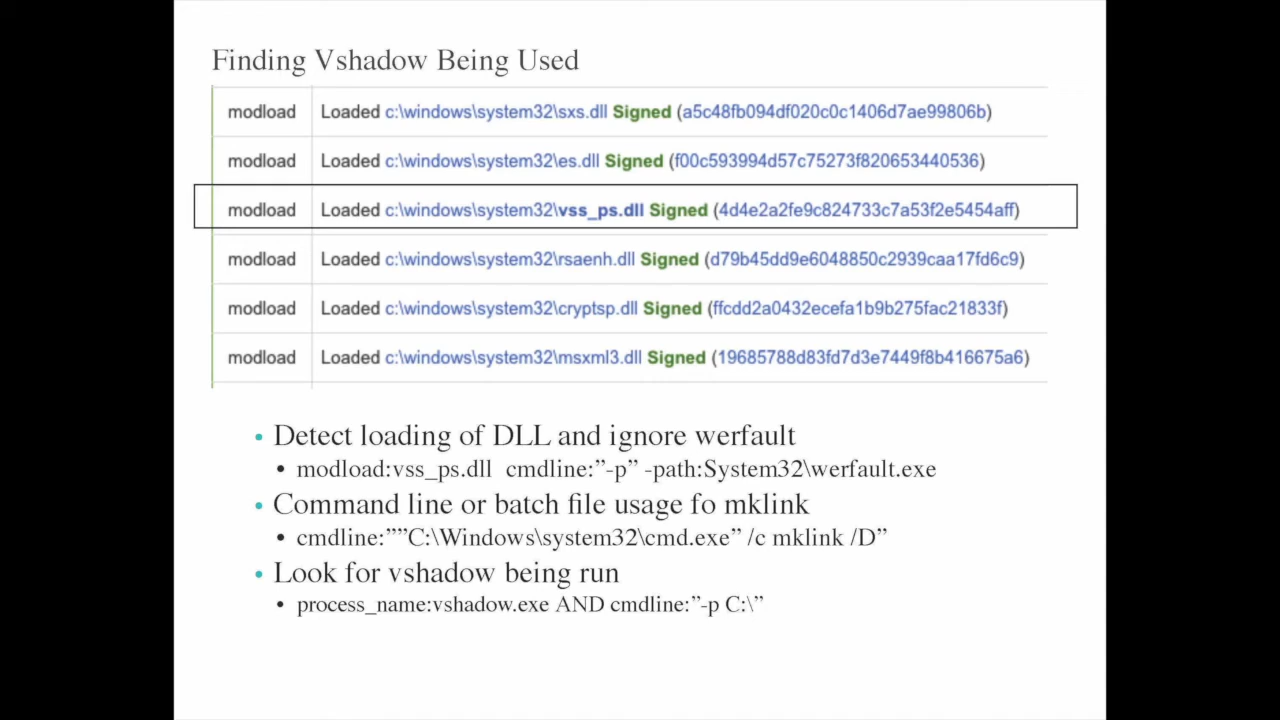 Finding Vshadow Being Used
modload Loaded c:\windows\system32\sxs.dll Signed (a5c48fb094df020c0c1406d7ae99806b)
modload Loaded c:\windows\system32\es.dll Signed (f00c593994d57c75273f820653440536)
modload Loaded c:\windows\system32\vss_ps.dll Signed (4d4e2a2fe9c824733c7a53f2e5454aff)
modload Loaded c:\windows\system32\rsaenh.dll Signed (d79b45dd9e6048850c2939caa17fd6c9)
modload Loaded c:\windows\system32\cryptsp.dll Signed (ffcdd2a0432ecefa1b9b275fac21833f)
modload Loaded c:\windows\system32\msxml3.dll Signed (19685788d83fd7d3e7449f8b416675a6)
• Detect loading of DLL and ignore werfault
• modload:vss_ps.dll cmdline:”-p” -path:System32\werfault.exe
• Command line or batch file usage fo mklink
• cmdline:””C:\Windows\system32\cmd.exe” /c mklink /D”
• Look for vshadow being run
• process_name:vshadow.exe AND cmdline:”-p C:\”